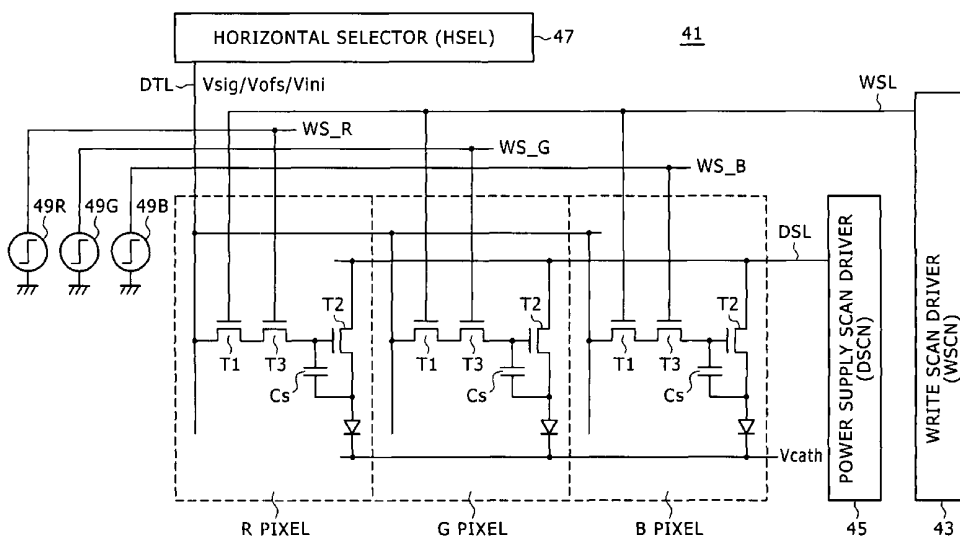 HORIZONTAL SELECTOR (HSEL)
47
41
DTL
Vsig/Vofs/Vini
WSL
WS_R
WS_G
WS_B
49R
49G
49B
DSL
T2
T2
T2
T1
T3
T1
T3
T1
T3
Cs
Cs
Cs
Vcath
POWER SUPPLY SCAN DRIVER
(DSCN)
WRITE SCAN DRIVER
(WSCN)
R PIXEL
G PIXEL
B PIXEL
45
43